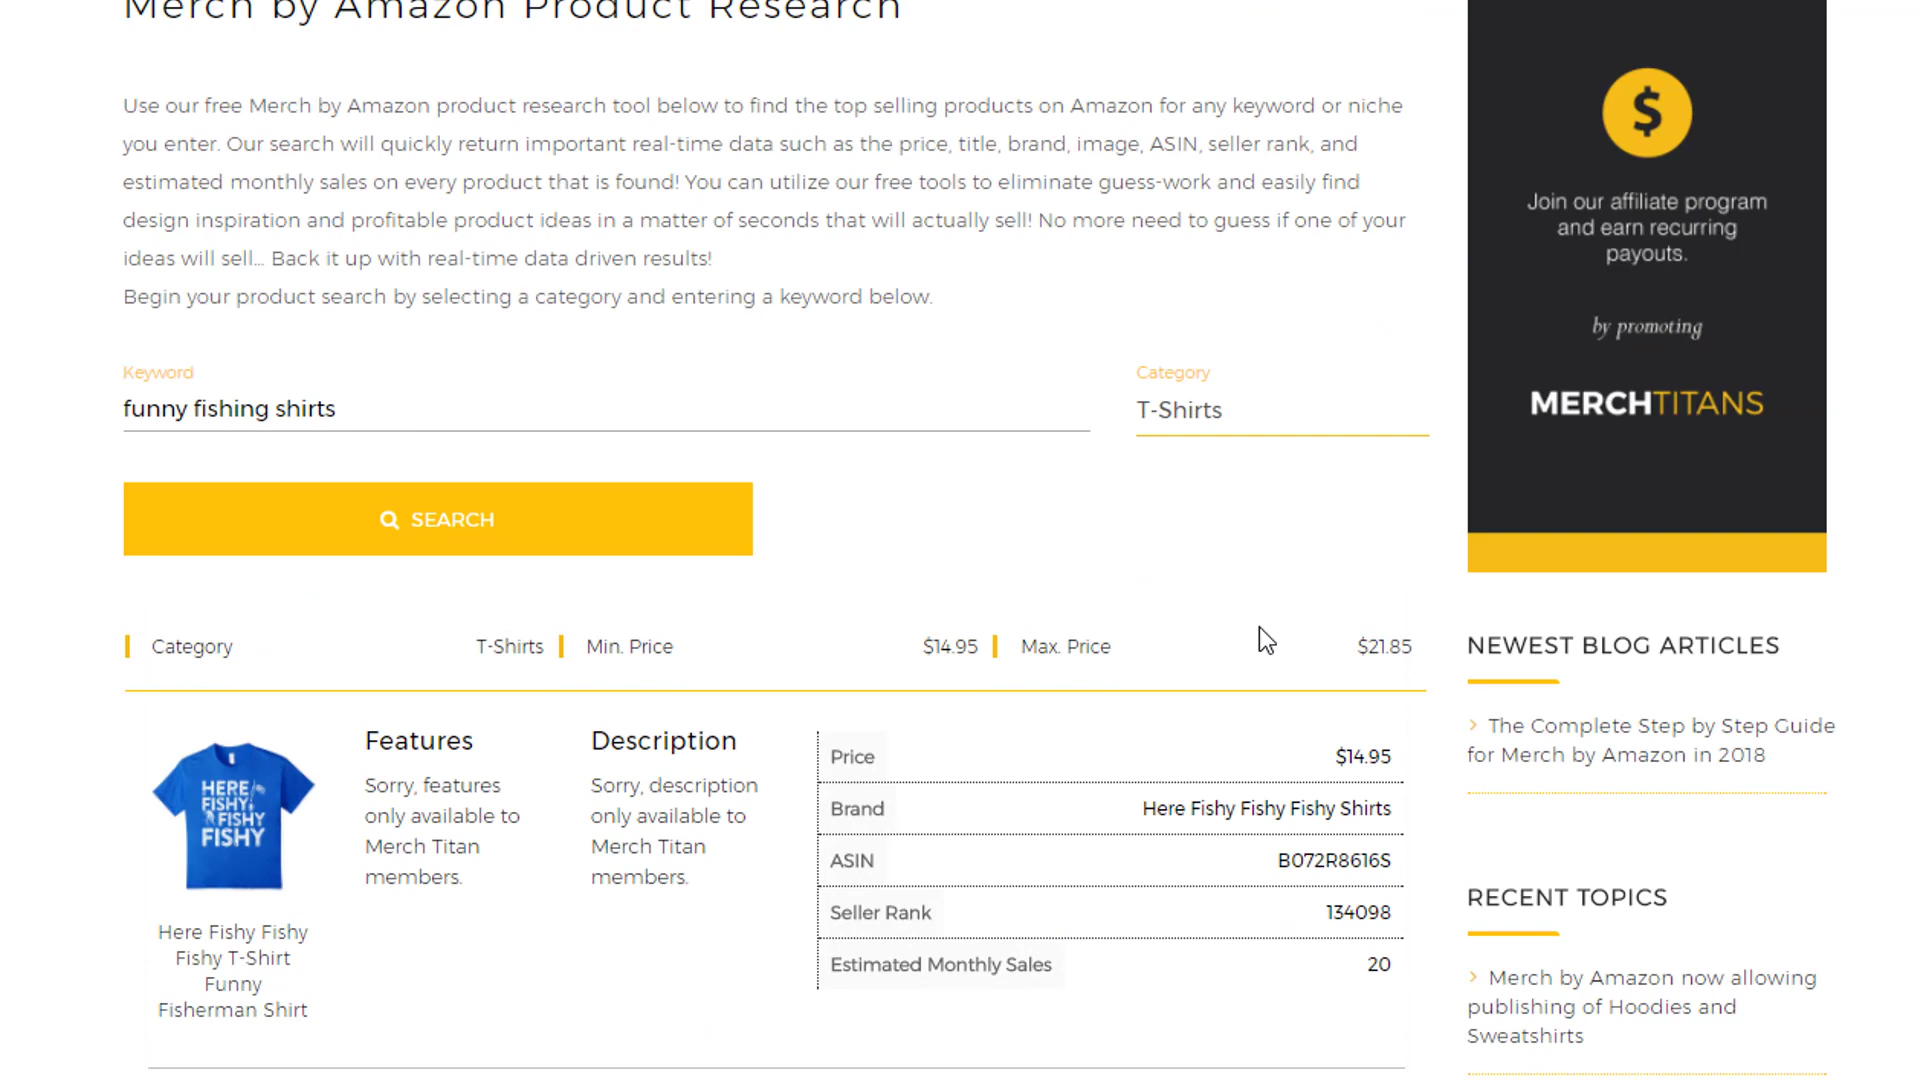 Merch by Amazon Product Research
Use our free Merch by Amazon product research tool below to find the top selling products on Amazon for any keyword or niche
you enter. Our search will quickly return important real-time data such as the price, title, brand, image, ASIN, seller rank, and
estimated monthly sales on every product that is found! You can utilize our free tools to eliminate guess-work and easily find
design inspiration and profitable product ideas in a matter of seconds that will actually sell! No more need to guess if one of your
ideas will sell... Back it up with real-time data driven results!
Begin your product search by selecting a category and entering a keyword below.
Keyword
funny fishing shirts
Category
T-Shirts
SEARCH
Category T-Shirts Min. Price $14.95 Max. Price $21.85
HERE
FISHY,
FISHY
FISHY
Here Fishy Fishy
Fishy T-Shirt
Funny
Fisherman Shirt
Features
Sorry, features
only available to
Merch Titan
members.
Description
Sorry, description
only available to
Merch Titan
members.
Price $14.95
Brand Here Fishy Fishy Fishy Shirts
ASIN B072R8616S
Seller Rank 134098
Estimated Monthly Sales 20
$
Join our affiliate program
and earn recurring
payouts.
by promoting
MERCHTITANS
NEWEST BLOG ARTICLES
The Complete Step by Step Guide
for Merch by Amazon in 2018
RECENT TOPICS
Merch by Amazon now allowing
publishing of Hoodies and
Sweatshirts